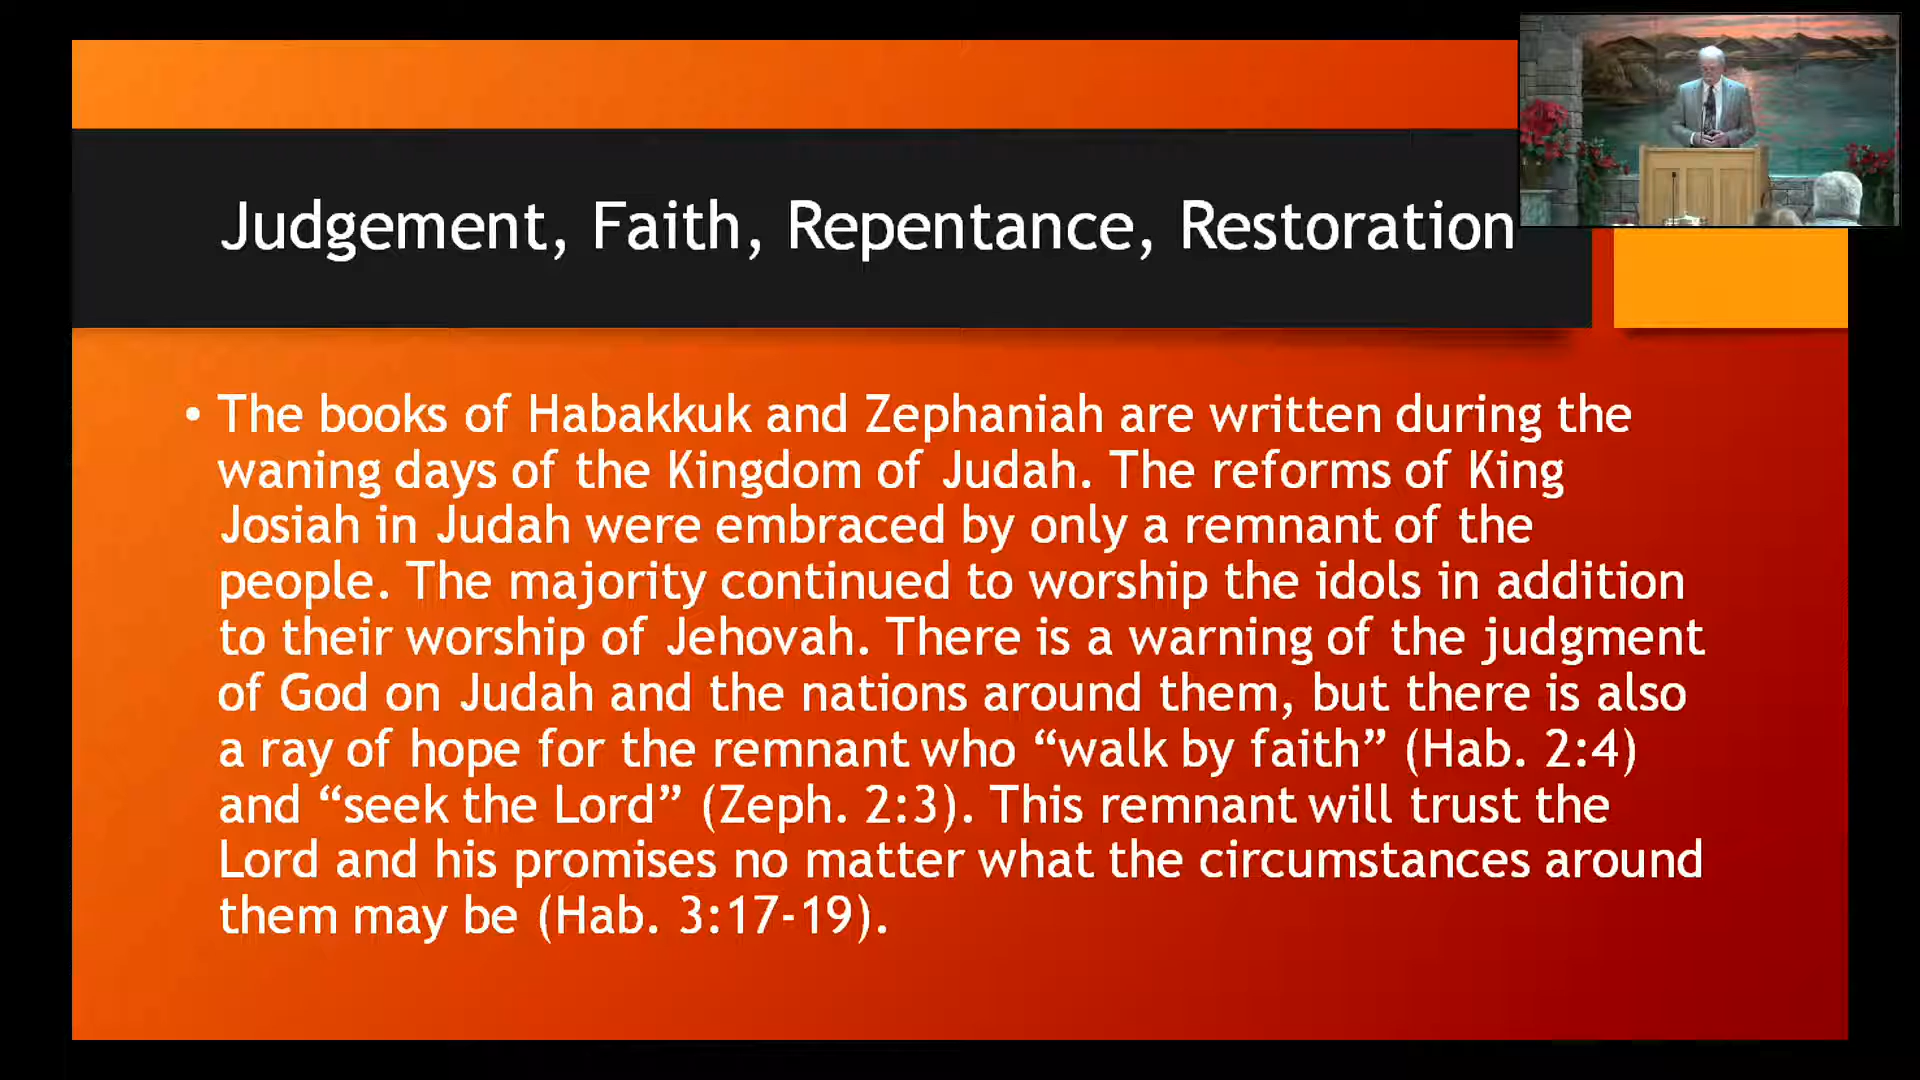 Judgement, Faith, Repentance, Restoration
• The books of Habakkuk and Zephaniah are written during the
waning days of the Kingdom of Judah. The reforms of King
Josiah in Judah were embraced by only a remnant of the
people. The majority continued to worship the idols in addition
to their worship of Jehovah. There is a warning of the judgment
of God on Judah and the nations around them, but there is also
a ray of hope for the remnant who “walk by faith” (Hab. 2:4)
and “seek the Lord” (Zeph. 2:3). This remnant will trust the
Lord and his promises no matter what the circumstances around
them may be (Hab. 3:17-19).